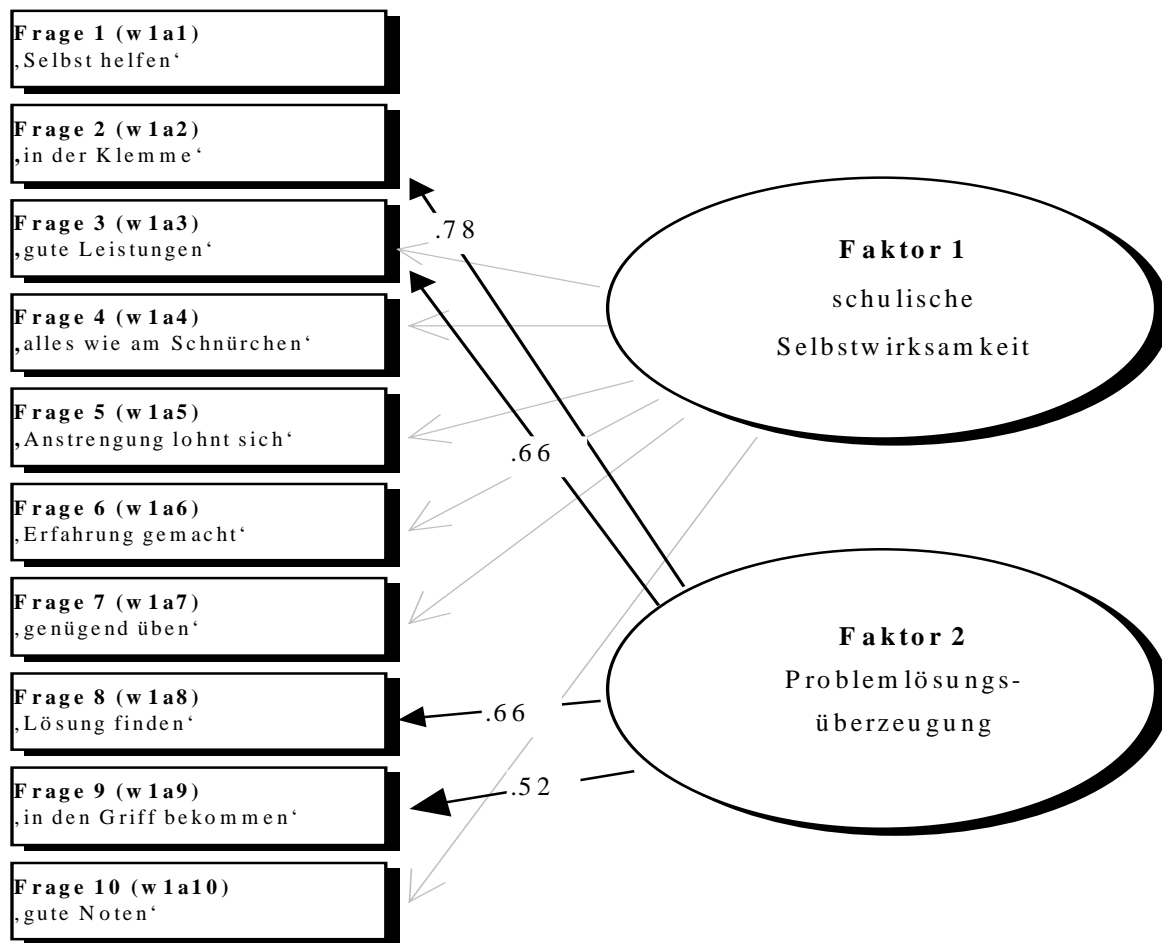 Frage 1 (w1a1)
‚Selbst helfen‘
Frage 2 (w1a2)
‚in der Klemme‘
Frage 3 (w1a3)
‚gute Leistungen‘
Frage 4 (w1a4)
‚alles wie am Schnürchen‘
Frage 5 (w1a5)
‚Anstrengung lohnt sich‘
Frage 6 (w1a6)
‚Erfahrung gemacht‘
Frage 7 (w1a7)
‚genügend üben‘
Frage 8 (w1a8)
‚Lösung finden‘
Frage 9 (w1a9)
‚in den Griff bekommen‘
Frage 10 (w1a10)
‚gute Noten‘
.78
.66
.66
.52
Faktor 1
schulische
Selbstwirksamkeit
Faktor 2
Problemlösungs-
überzeugung